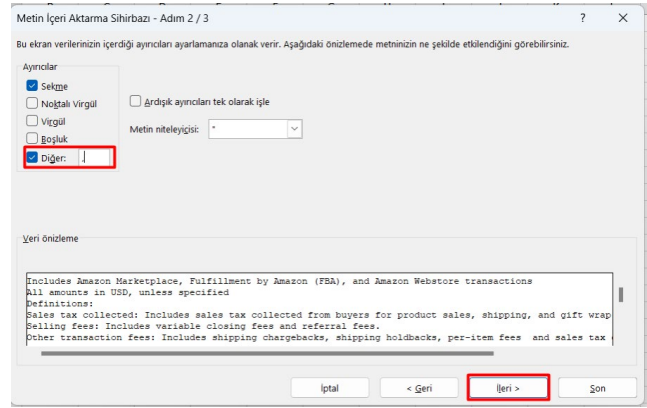 Metin İçeri Aktarma Sihirbazı - Adım 2 / 3 ? X
Bu ekran verilerinizin içerdiği ayırıcıları ayarlamanıza olanak verir. Aşağıdaki önizlemede metninizin ne şekilde etkilendiğini görebilirsiniz.
Ayırıcılar
Sekme
Noktalı Virgül
Virgül
Boşluk
Diğer: .
Ardışık ayırıcıları tek olarak işle
Metin niteleyicisi: "
Veri önizleme
Includes Amazon Marketplace, Fulfillment by Amazon (FBA), and Amazon Webstore transactions
All amounts in USD, unless specified
Definitions:
Sales tax collected: Includes sales tax collected from buyers for product sales, shipping, and gift wrap
Selling fees: Includes variable closing fees and referral fees.
Other transaction fees: Includes shipping chargebacks, shipping holdbacks, per-item fees and sales tax
İptal < Geri İleri > Son